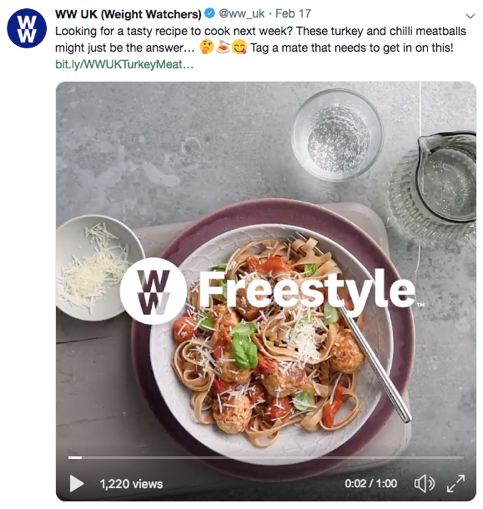 WW UK (Weight Watchers) @ww_uk · Feb 17
Looking for a tasty recipe to cook next week? These turkey and chilli meatballs
might just be the answer… 🤔🍝😋 Tag a mate that needs to get in on this!
bit.ly/WWUKTurkeyMeat…
WW Freestyle™
1,220 views 0:02 / 1:00